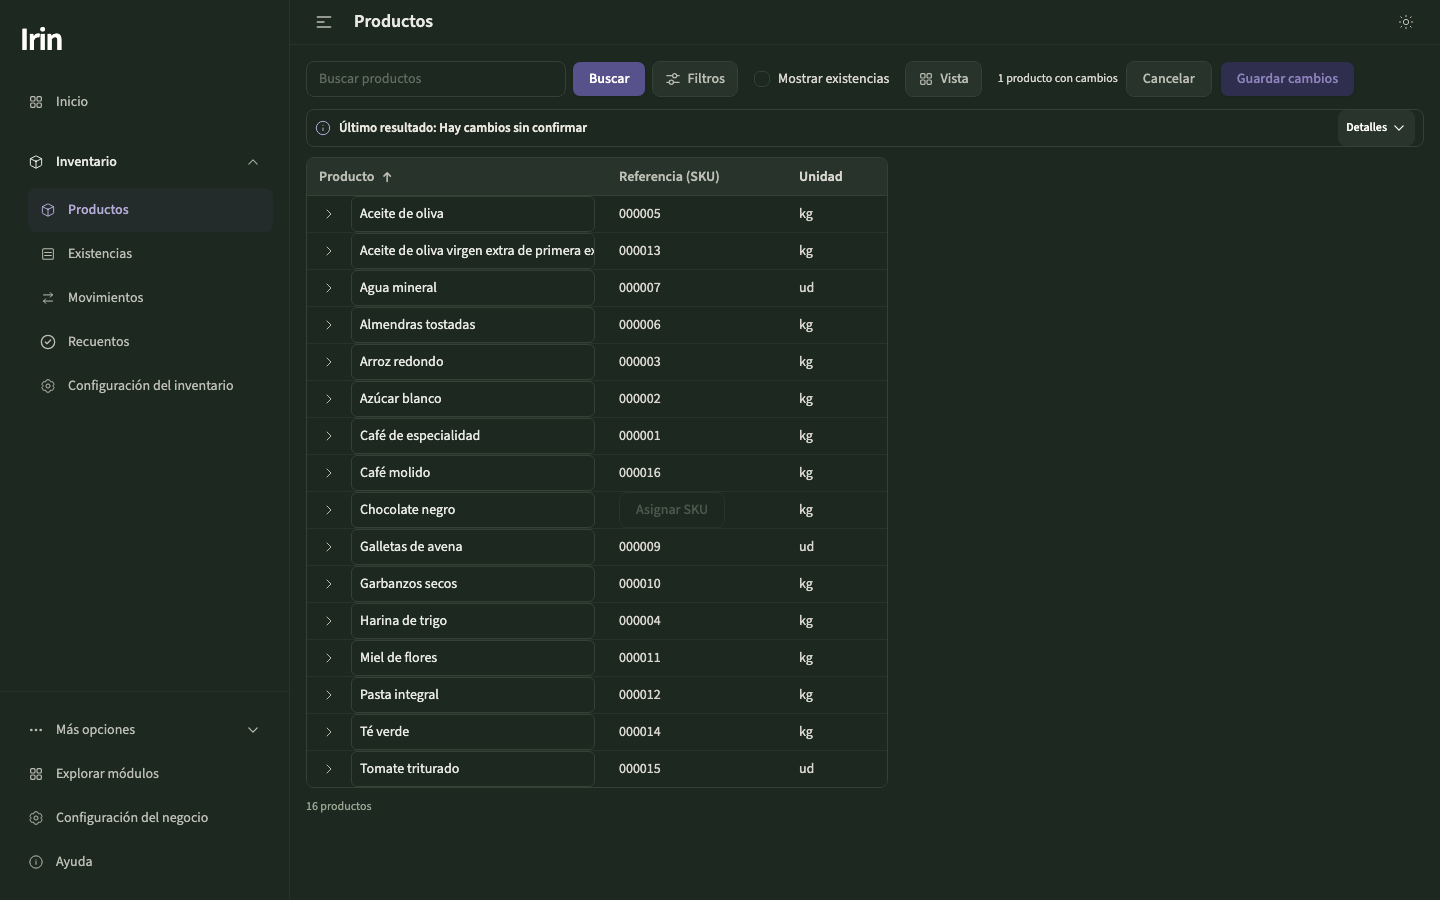 Irin
Productos
Inicio
Inventario
Productos
Existencias
Movimientos
Recuentos
Configuración del inventario
Más opciones
Explorar módulos
Configuración del negocio
Ayuda
Buscar productos Buscar Filtros Mostrar existencias Vista 1 producto con cambios Cancelar Guardar cambios
Último resultado: Hay cambios sin confirmar Detalles
Producto Referencia (SKU) Unidad
Aceite de oliva 000005 kg
Aceite de oliva virgen extra de primera ex 000013 kg
Agua mineral 000007 ud
Almendras tostadas 000006 kg
Arroz redondo 000003 kg
Azúcar blanco 000002 kg
Café de especialidad 000001 kg
Café molido 000016 kg
Chocolate negro Asignar SKU kg
Galletas de avena 000009 ud
Garbanzos secos 000010 kg
Harina de trigo 000004 kg
Miel de flores 000011 kg
Pasta integral 000012 kg
Té verde 000014 kg
Tomate triturado 000015 ud
16 productos